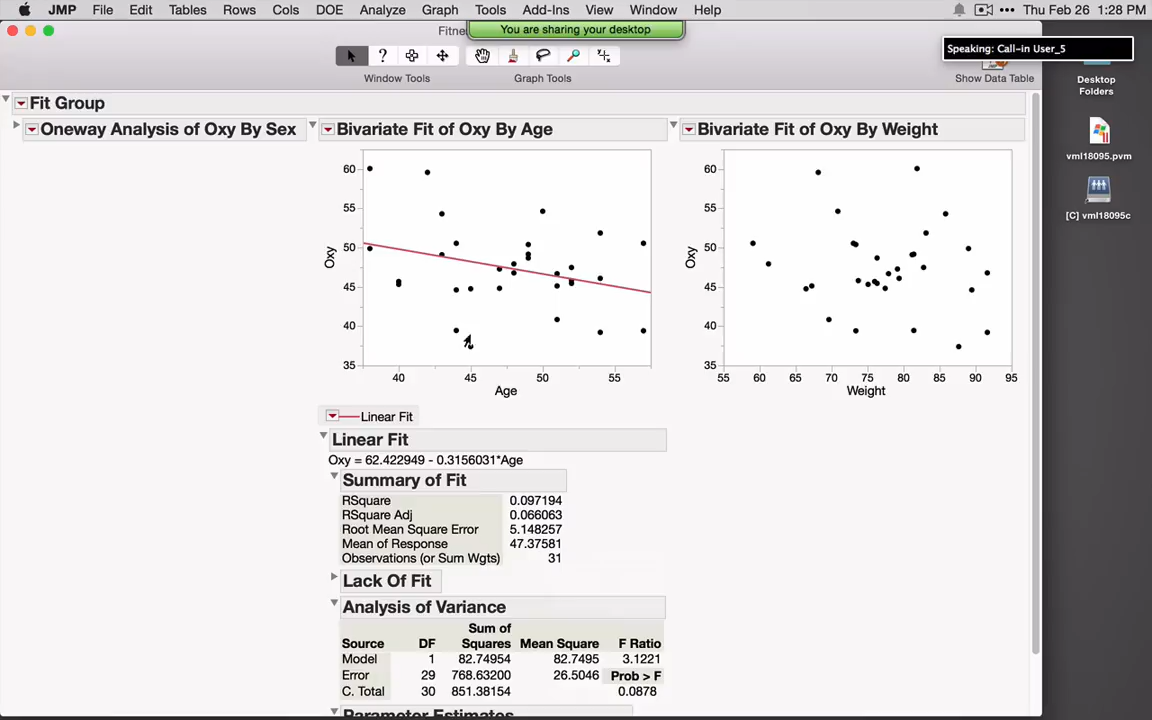 JMP File Edit Tables Rows Cols DOE Analyze Graph Tools Add-Ins View Window Help Thu Feb 26 1:28 PM
You are sharing your desktop
Speaking: Call-in User_5
Window Tools
Graph Tools
Show Data Table
Desktop
Folders
vml18095.pvm
[C] vml18095c
Fit Group
Oneway Analysis of Oxy By Sex
Bivariate Fit of Oxy By Age
60
55
50
45
40
35
Oxy
40 45 50 55
Age
Bivariate Fit of Oxy By Weight
60
55
50
45
40
35
Oxy
55 60 65 70 75 80 85 90 95
Weight
Linear Fit
Linear Fit
Oxy = 62.422949 - 0.3156031*Age
Summary of Fit
RSquare 0.097194
RSquare Adj 0.066063
Root Mean Square Error 5.148257
Mean of Response 47.37581
Observations (or Sum Wgts) 31
Lack Of Fit
Analysis of Variance
Sum of
Source DF Squares Mean Square F Ratio
Model 1 82.74954 82.7495 3.1221
Error 29 768.63200 26.5046 Prob > F
C. Total 30 851.38154 0.0878
Parameter Estimates